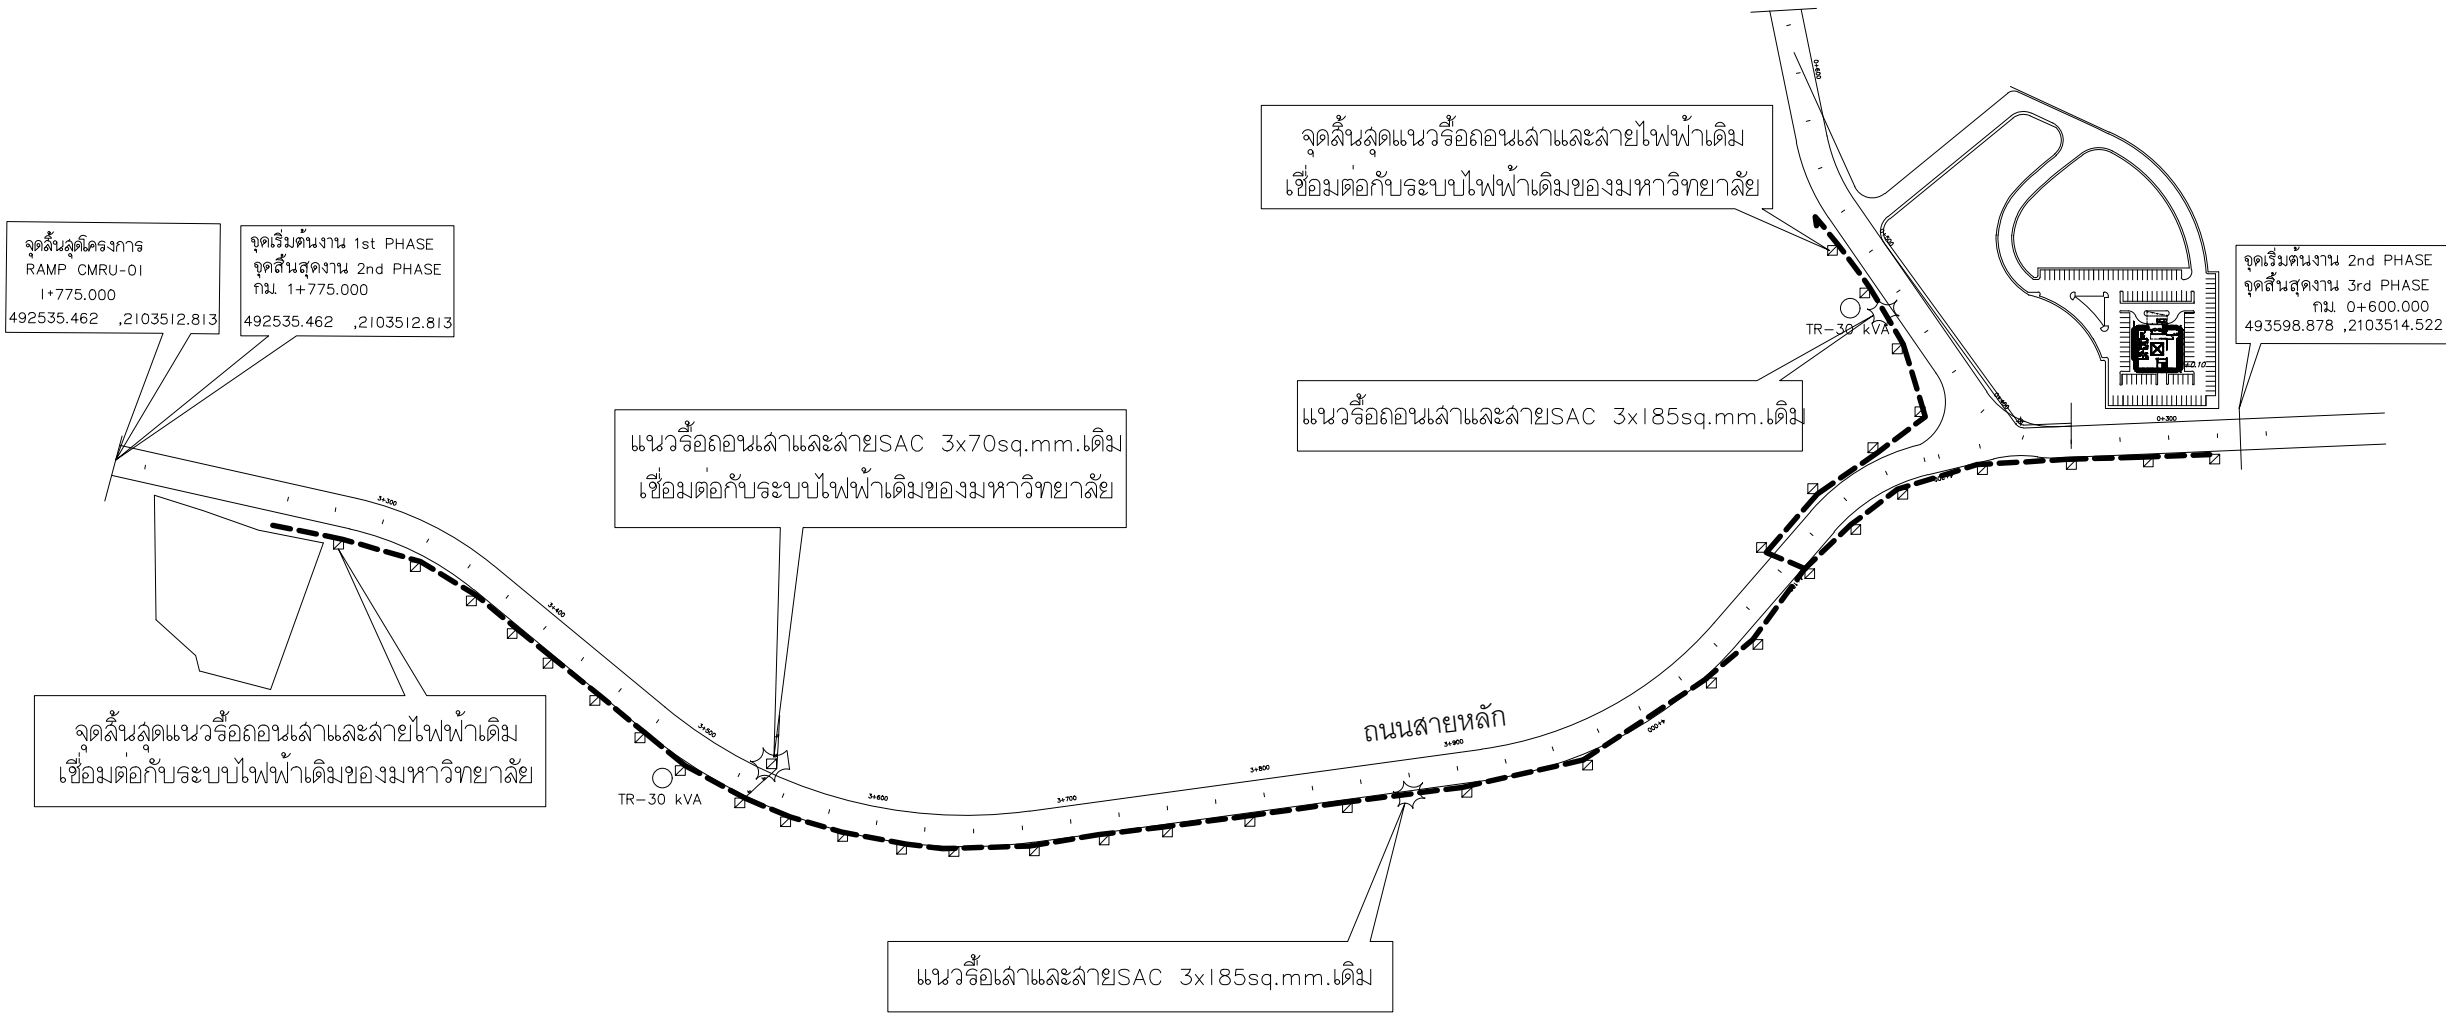 0+600
จุดสิ้นสุดแนวรื้อถอนเสาและสายไฟฟ้าเดิม
เชื่อมต่อกับระบบไฟฟ้าเดิมของมหาวิทยาลัย
จุดสิ้นสุดโครงการ
RAMP CMRU-01
1+775.000
492535.462 ,2103512.813
จุดเริ่มต้นงาน 1st PHASE
จุดสิ้นสุดงาน 2nd PHASE
กม. 1+775.000
492535.462 ,2103512.813
0+500
จุดเริ่มต้นงาน 2nd PHASE
จุดสิ้นสุดงาน 3rd PHASE
กม. 0+600.000
493598.878 ,2103514.522
TR-30 kVA
แนวรื้อถอนเสาและสายSAC 3x185sq.mm.เดิม
0+400
0+300
แนวรื้อถอนเสาและสายSAC 3x70sq.mm.เดิม
เชื่อมต่อกับระบบไฟฟ้าเดิมของมหาวิทยาลัย
3+300
3+400
จุดสิ้นสุดแนวรื้อถอนเสาและสายไฟฟ้าเดิม
เชื่อมต่อกับระบบไฟฟ้าเดิมของมหาวิทยาลัย
3+500
TR-30 kVA
3+600
3+700
3+800
ถนนสายหลัก
3+900
4+000
แนวรื้อเสาและสายSAC 3x185sq.mm.เดิม